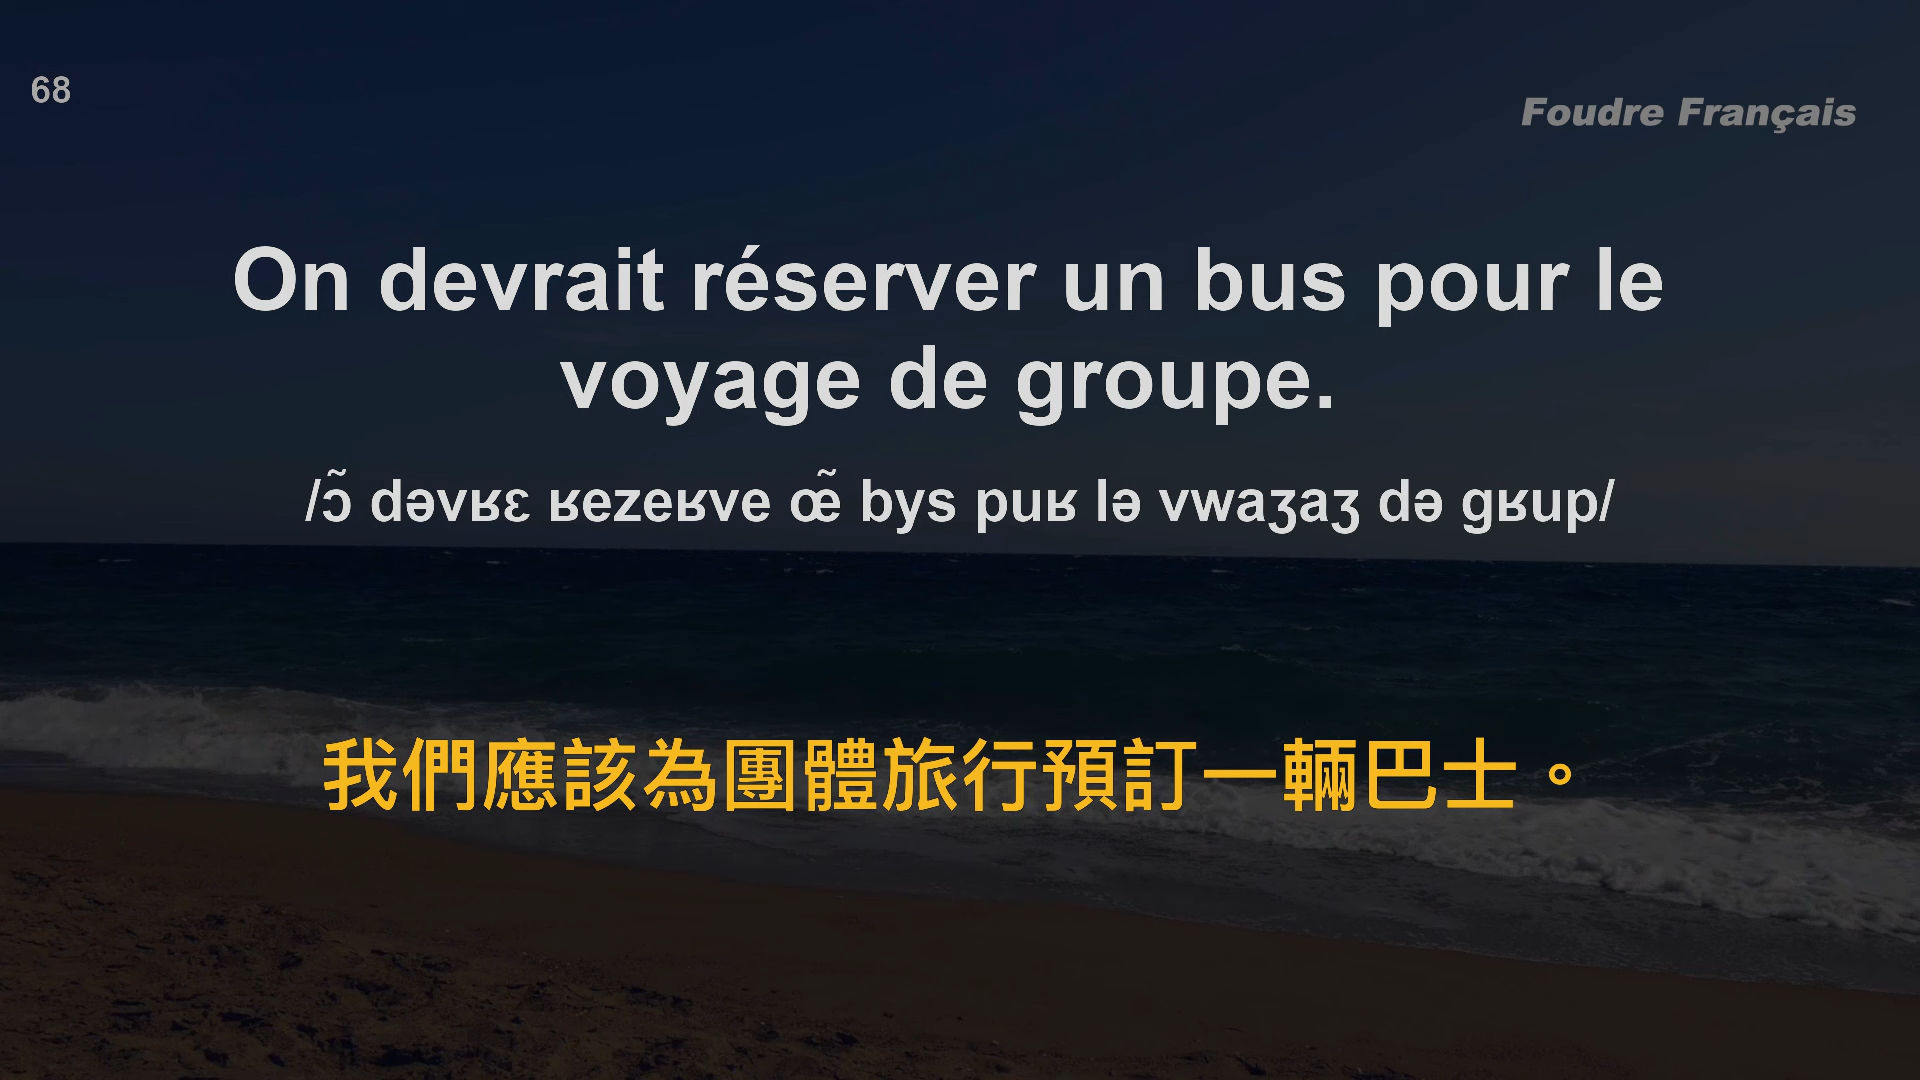 68
Foudre Français
On devrait réserver un bus pour le
voyage de groupe.
/ɔ̃ dəvʁɛ ʁezeʁve œ̃ bys puʁ lə vwaʒaʒ də gʁup/
我們應該為團體旅行預訂一輛巴士。